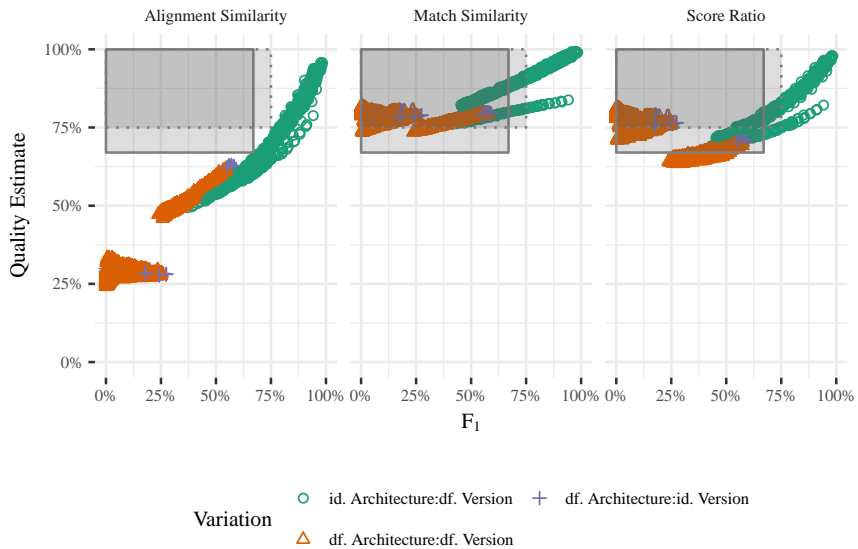 Alignment Similarity Match Similarity Score Ratio
100%
75%
50%
25%
0%
Quality Estimate
0% 25% 50% 75% 100% 0% 25% 50% 75% 100% 0% 25% 50% 75% 100%
F1
Variation
id. Architecture:df. Version
df. Architecture:id. Version
df. Architecture:df. Version